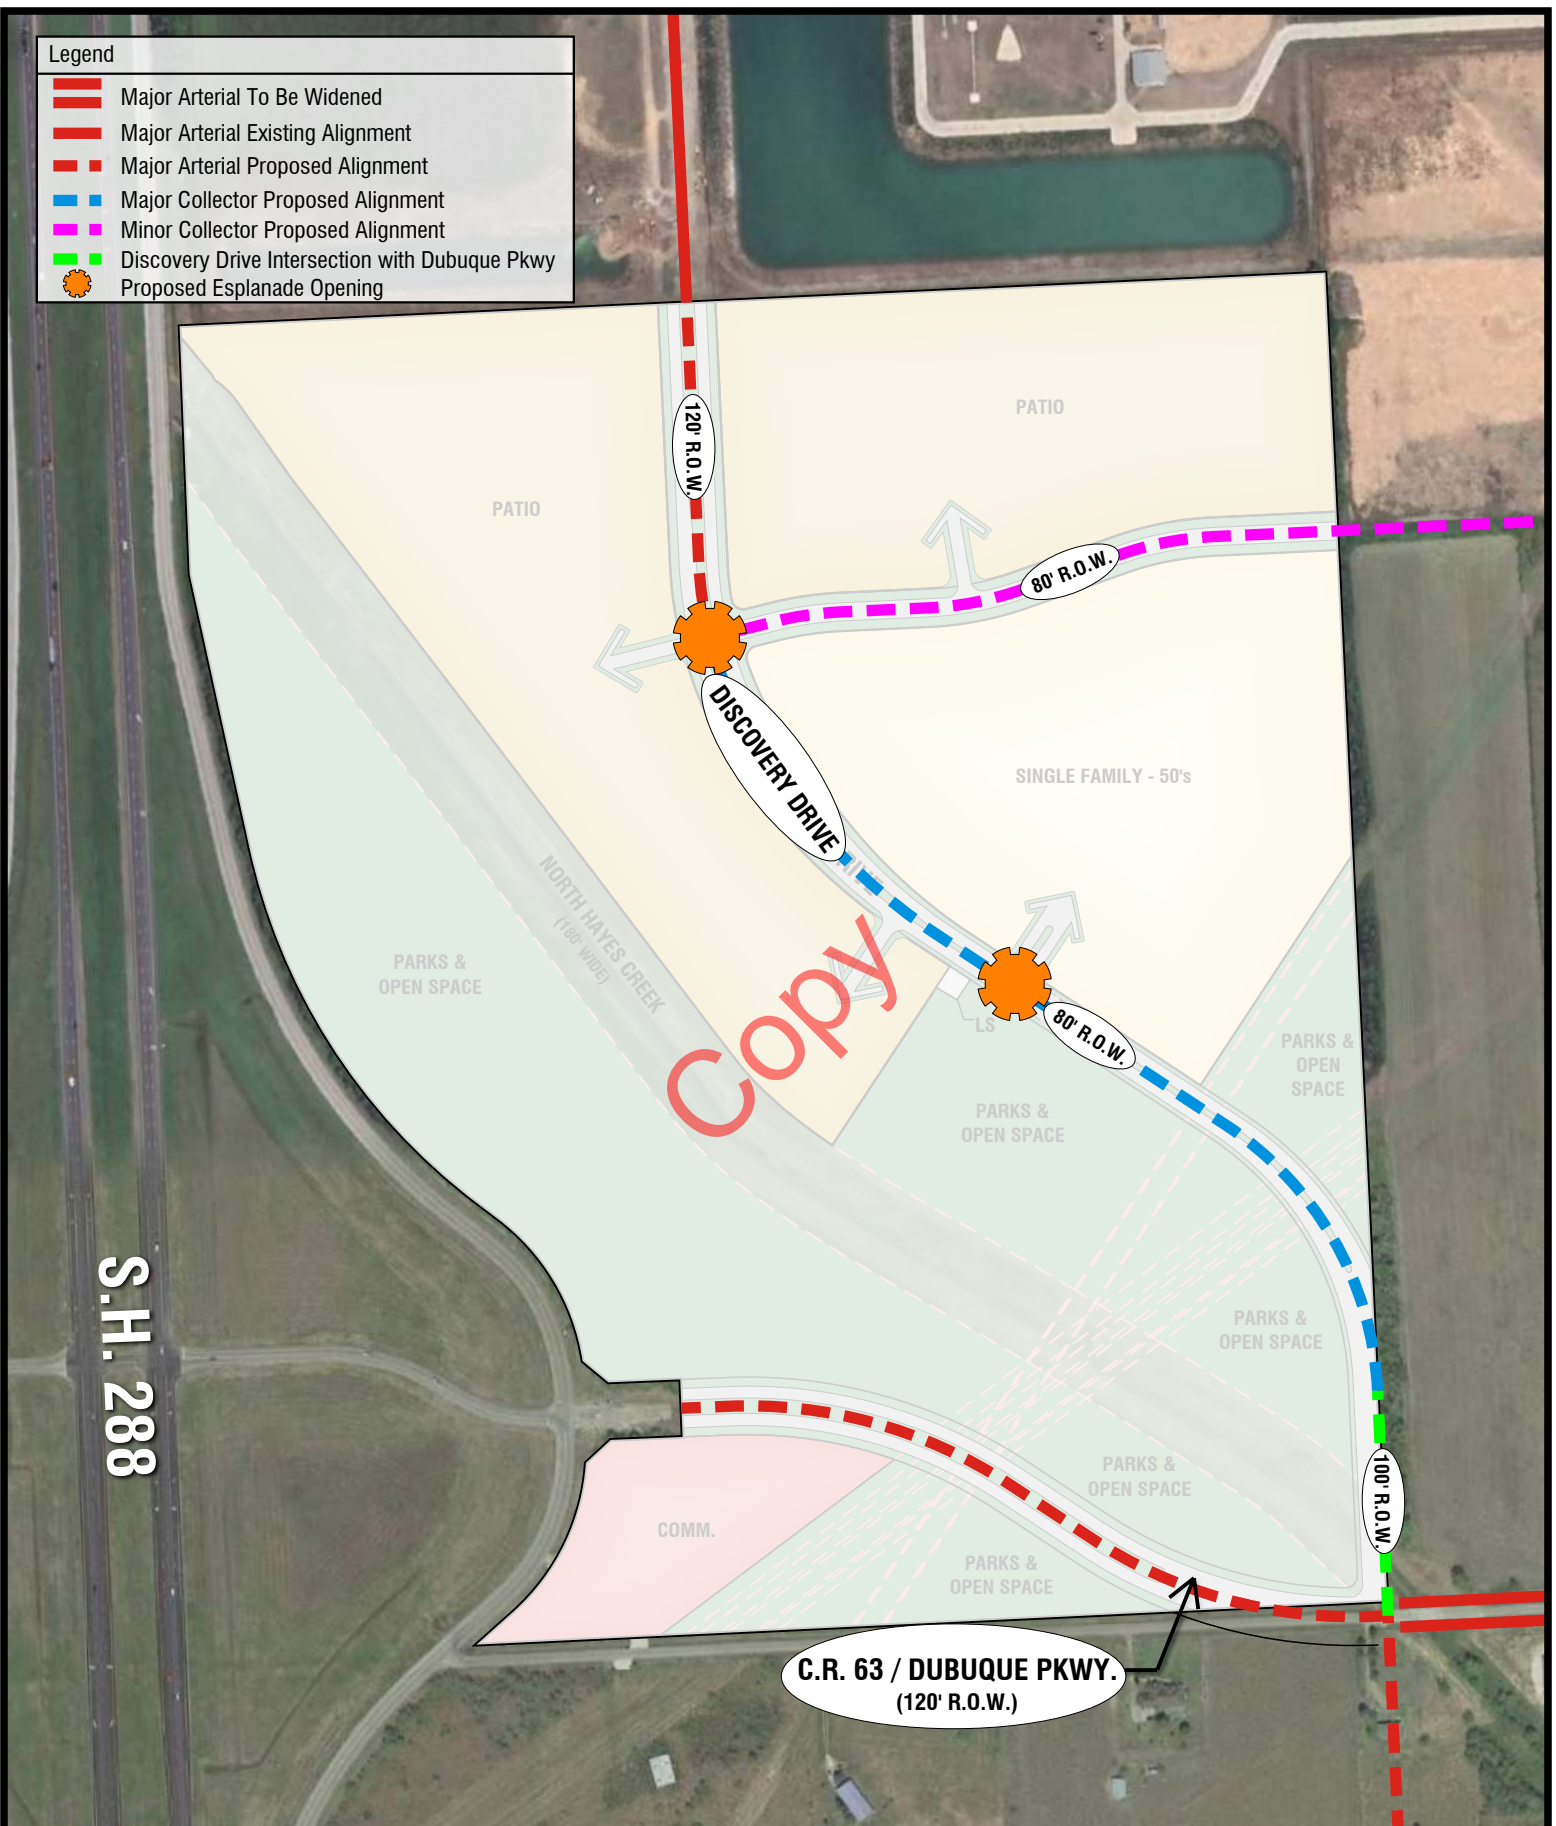 Legend
Major Arterial To Be Widened
Major Arterial Existing Alignment
Major Arterial Proposed Alignment
Major Collector Proposed Alignment
Minor Collector Proposed Alignment
Discovery Drive Intersection with Dubuque Pkwy
Proposed Esplanade Opening
120' R.O.W.
PATIO
PATIO
80' R.O.W.
DISCOVERY DRIVE
SINGLE FAMILY - 50's
NORTH HAYES CREEK
(180' WIDE)
PARKS &
OPEN SPACE
Copy
LS
80' R.O.W.
PARKS &
OPEN
SPACE
PARKS &
OPEN SPACE
S.H. 288
PARKS &
OPEN SPACE
100' R.O.W.
PARKS &
OPEN SPACE
COMM.
PARKS &
OPEN SPACE
C.R. 63 / DUBUQUE PKWY.
(120' R.O.W.)